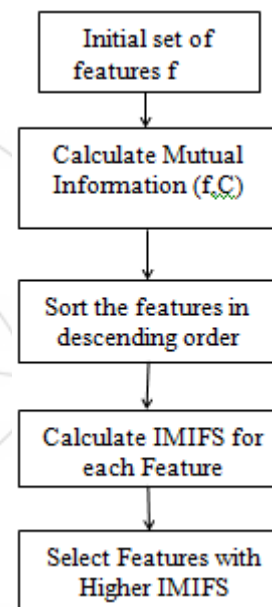 Initial set of
features f
Calculate Mutual
Information (f,C)
Sort the features in
descending order
Calculate IMIFS for
each Feature
Select Features with
Higher IMIFS